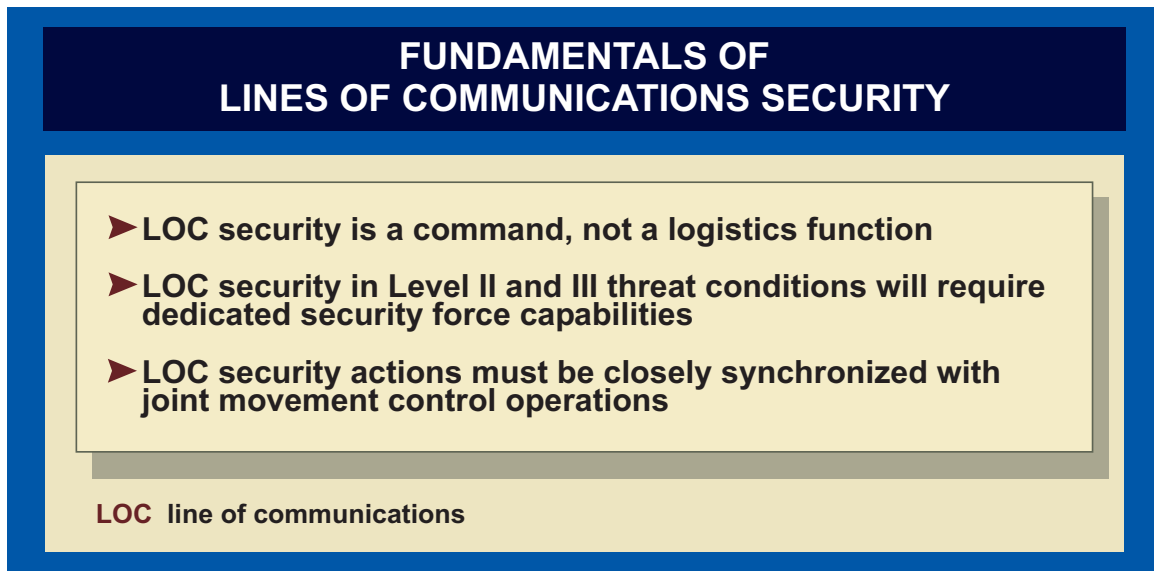 FUNDAMENTALS OF
LINES OF COMMUNICATIONS SECURITY
LOC security is a command, not a logistics function
LOC security in Level II and III threat conditions will require
dedicated security force capabilities
LOC security actions must be closely synchronized with
joint movement control operations
LOC line of communications